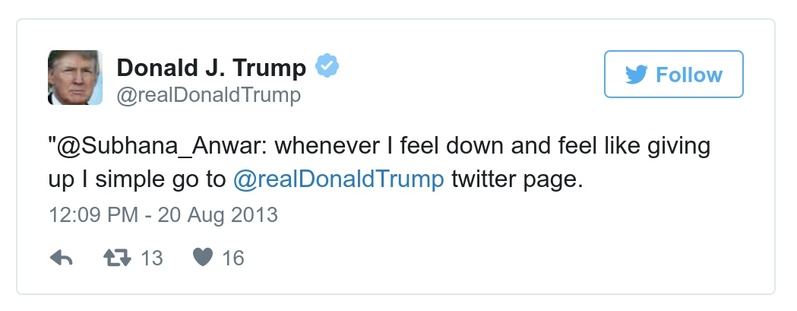 Donald J. Trump
@realDonaldTrump
Follow
"@Subhana_Anwar: whenever I feel down and feel like giving
up I simple go to @realDonaldTrump twitter page.
12:09 PM - 20 Aug 2013
13 16